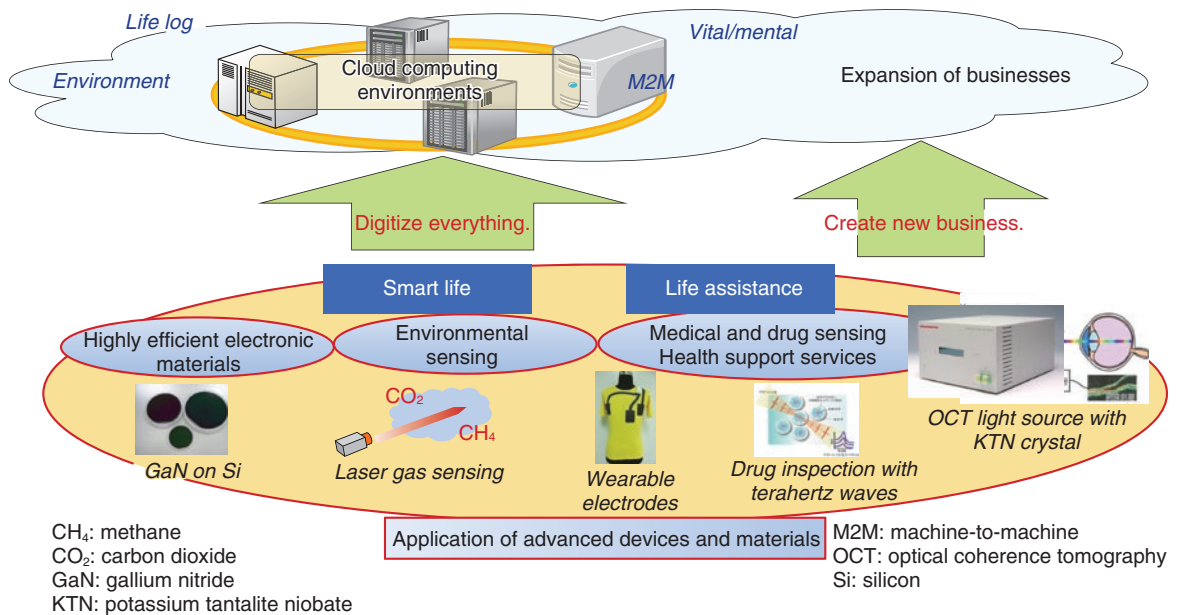 Life log
Vital/mental
Environment
Cloud computing
environments
M2M
Expansion of businesses
Digitize everything.
Create new business.
Smart life
Life assistance
Highly efficient electronic
materials
Environmental
sensing
Medical and drug sensing
Health support services
CO₂
CH₄
GaN on Si
Laser gas sensing
Wearable
electrodes
Drug inspection with
terahertz waves
OCT light source with
KTN crystal
Application of advanced devices and materials
CH₄: methane
CO₂: carbon dioxide
GaN: gallium nitride
KTN: potassium tantalite niobate
M2M: machine-to-machine
OCT: optical coherence tomography
Si: silicon